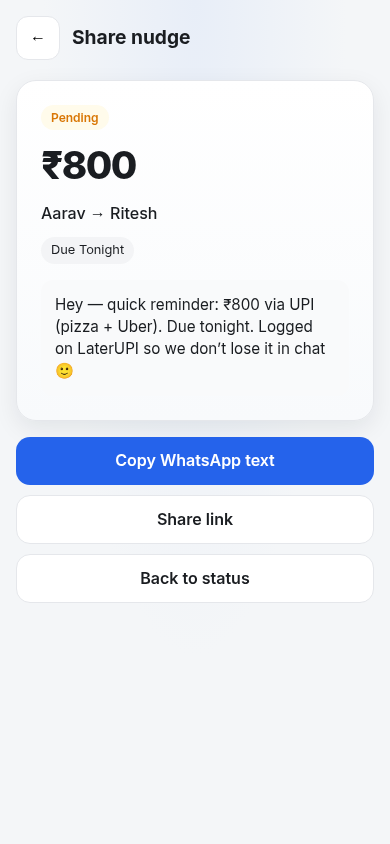 ← Share nudge
Pending
₹800
Aarav → Ritesh
Due Tonight
Hey — quick reminder: ₹800 via UPI
(pizza + Uber). Due tonight. Logged
on LaterUPI so we don’t lose it in chat
🙂
Copy WhatsApp text
Share link
Back to status